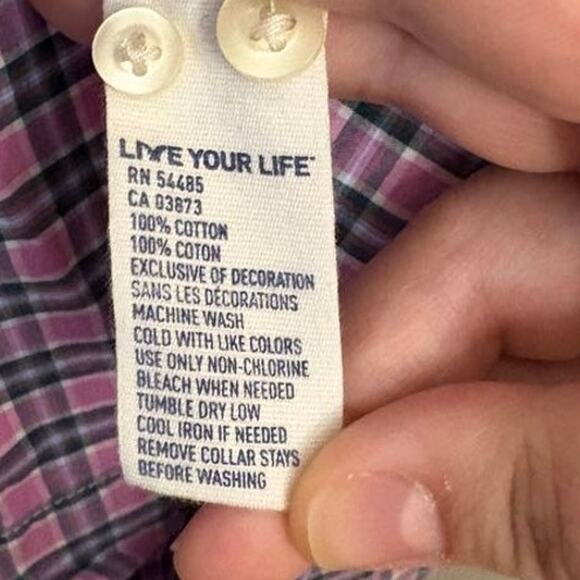 LIVE YOUR LIFE™
RN 54485
CA 03873
100% COTTON
100% COTON
EXCLUSIVE OF DECORATION
SANS LES DÉCORATIONS
MACHINE WASH
COLD WITH LIKE COLORS
USE ONLY NON-CHLORINE
BLEACH WHEN NEEDED
TUMBLE DRY LOW
COOL IRON IF NEEDED
REMOVE COLLAR STAYS
BEFORE WASHING